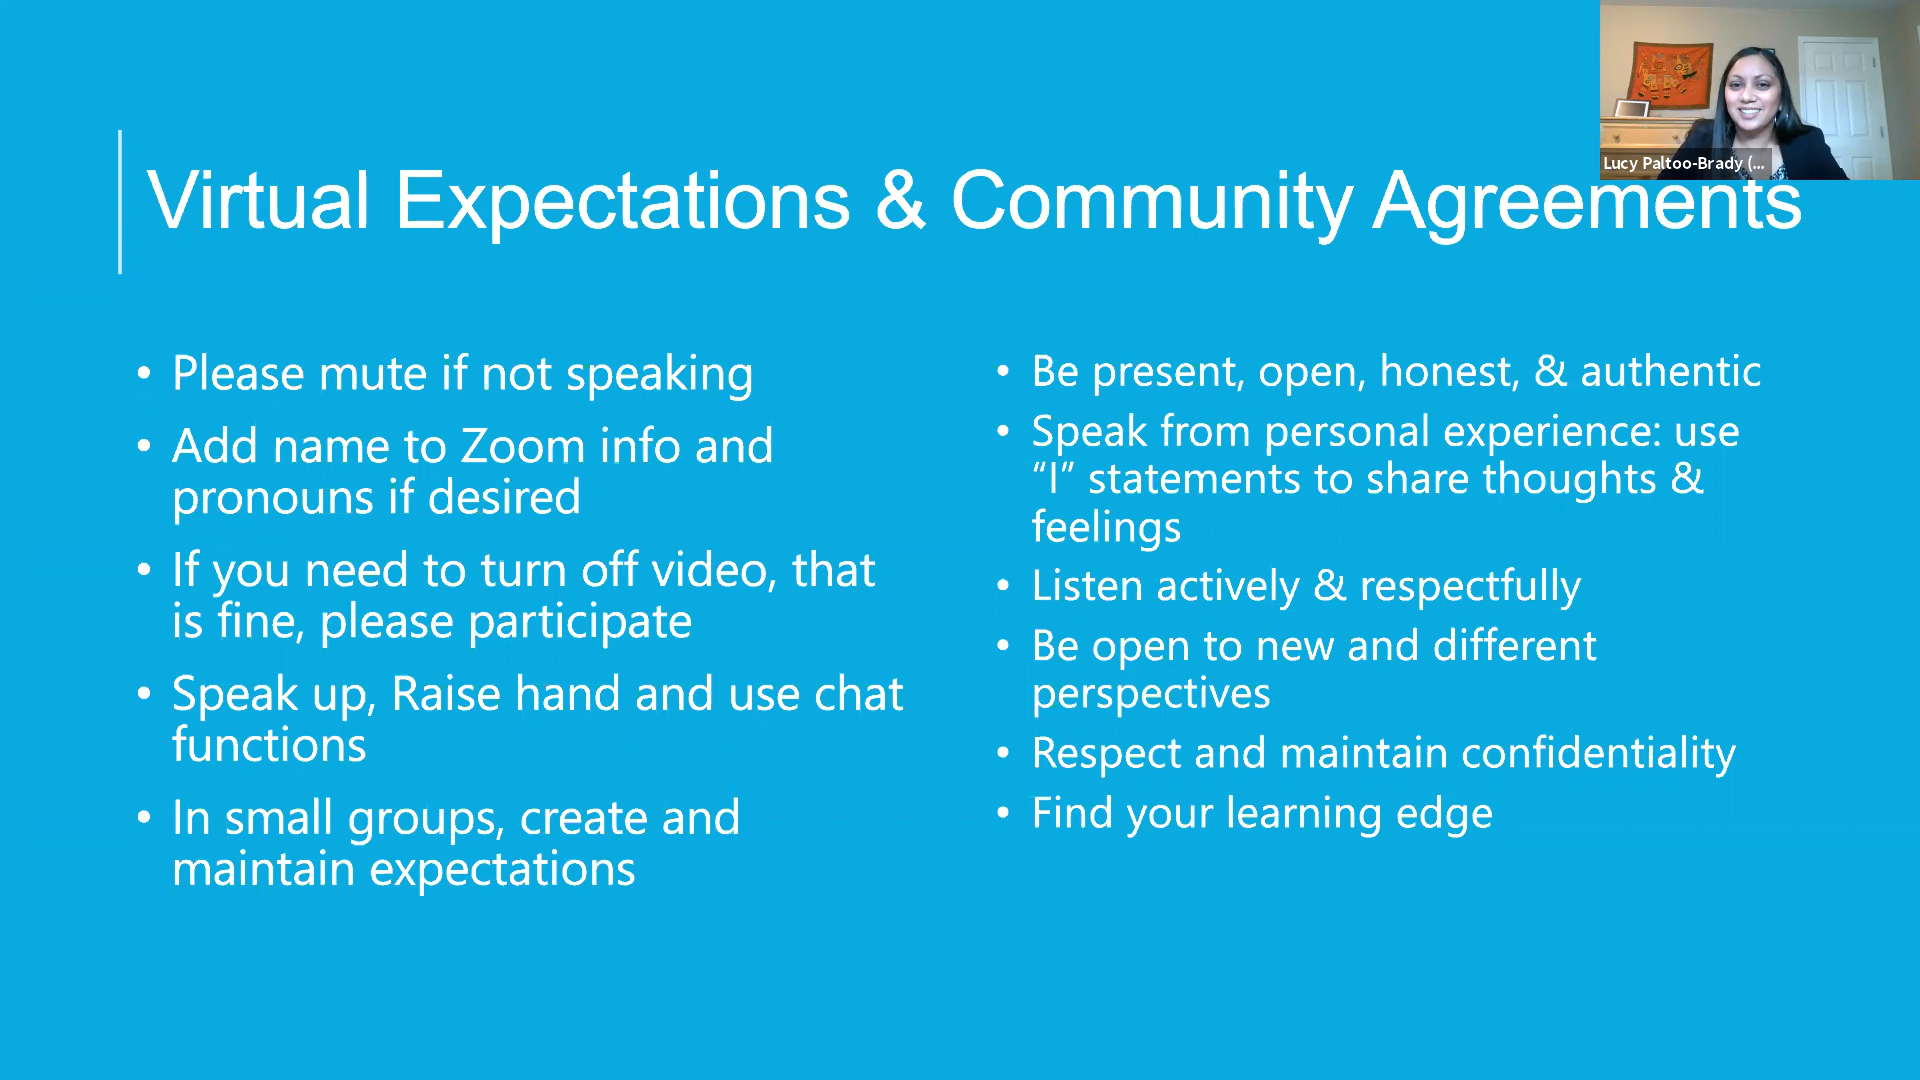 Lucy Paltoo-Brady (...
Virtual Expectations & Community Agreements
• Please mute if not speaking
• Add name to Zoom info and
pronouns if desired
• If you need to turn off video, that
is fine, please participate
• Speak up, Raise hand and use chat
functions
• In small groups, create and
maintain expectations
• Be present, open, honest, & authentic
• Speak from personal experience: use
“I” statements to share thoughts &
feelings
• Listen actively & respectfully
• Be open to new and different
perspectives
• Respect and maintain confidentiality
• Find your learning edge